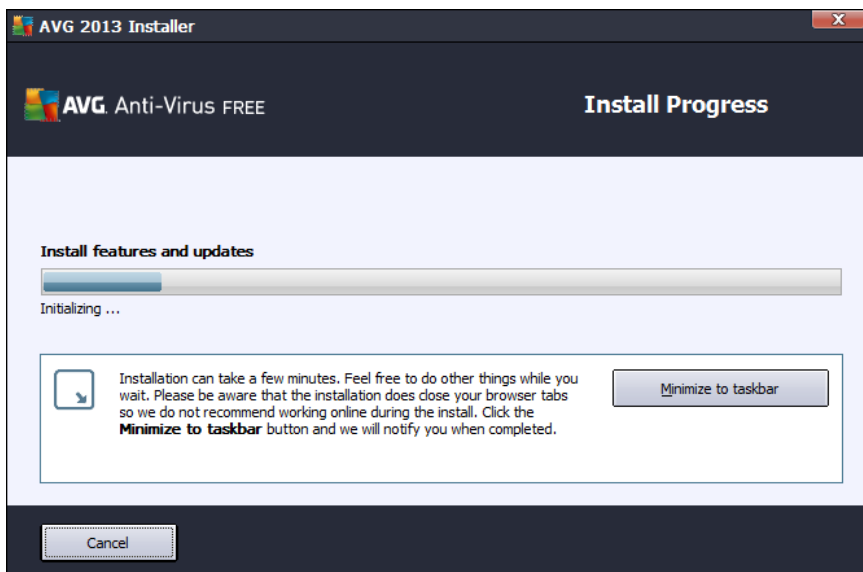 AVG 2013 Installer
AVG. Anti-Virus FREE
Install Progress
Install features and updates
Initializing ...
Installation can take a few minutes. Feel free to do other things while you
wait. Please be aware that the installation does close your browser tabs
so we do not recommend working online during the install. Click the
Minimize to taskbar button and we will notify you when completed.
Minimize to taskbar
Cancel